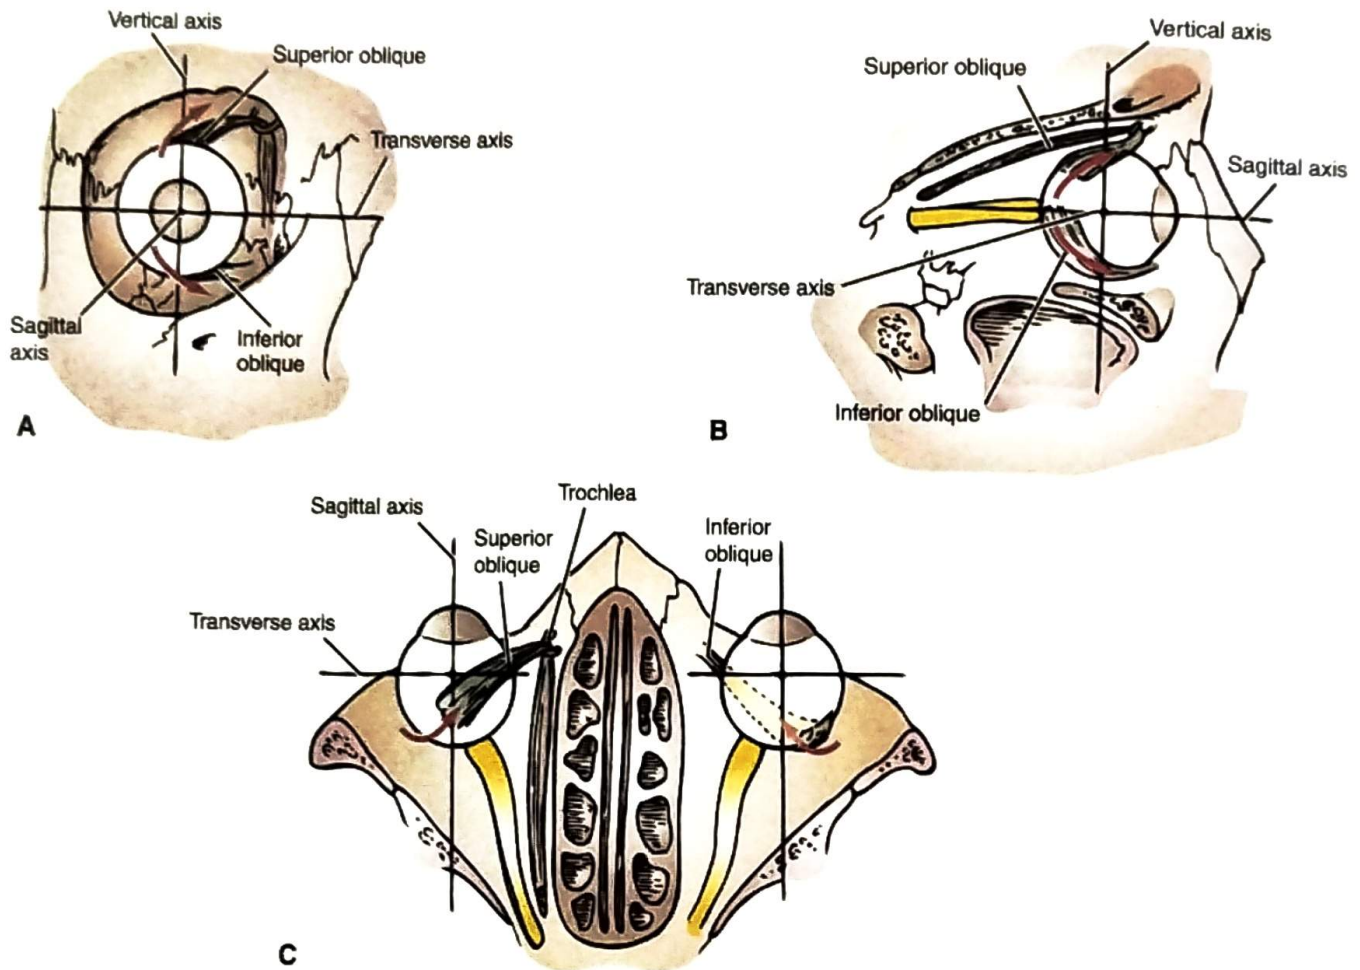 Vertical axis
Superior oblique
Transverse axis
Sagittal
axis
Inferior
oblique
A
Vertical axis
Superior oblique
Sagittal axis
Transverse axis
Inferior oblique
B
Sagittal axis
Trochlea
Superior
oblique
Inferior
oblique
Transverse axis
C